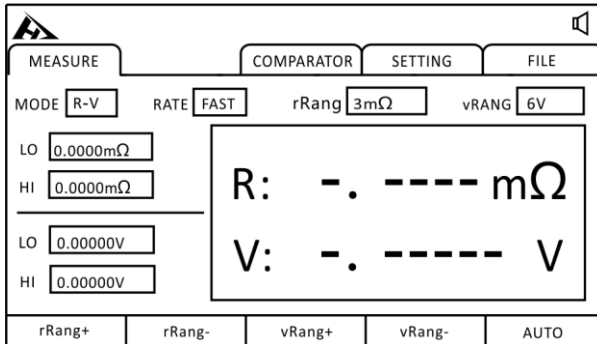 MEASURE COMPARATOR SETTING FILE
MODE R-V RATE FAST rRang 3mΩ vRANG 6V
LO 0.0000mΩ
HI 0.0000mΩ
LO 0.00000V
HI 0.00000V
R: -. ---- mΩ
V: -. ----- V
rRang+ rRang- vRang+ vRang- AUTO